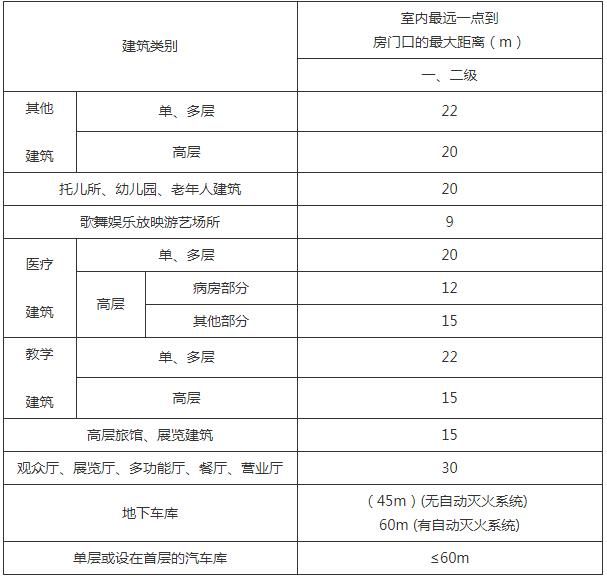 建筑类别
室内最远一点到
房门口的最大距离（m）
一、二级
其他
建筑
单、多层
22
高层
20
托儿所、幼儿园、老年人建筑
20
歌舞娱乐放映游艺场所
9
医疗
建筑
单、多层
20
高层
病房部分
12
其他部分
15
教学
建筑
单、多层
22
高层
15
高层旅馆、展览建筑
15
观众厅、展览厅、多功能厅、餐厅、营业厅
30
地下车库
（45m）(无自动灭火系统)
60m (有自动灭火系统)
单层或设在首层的汽车库
≤60m